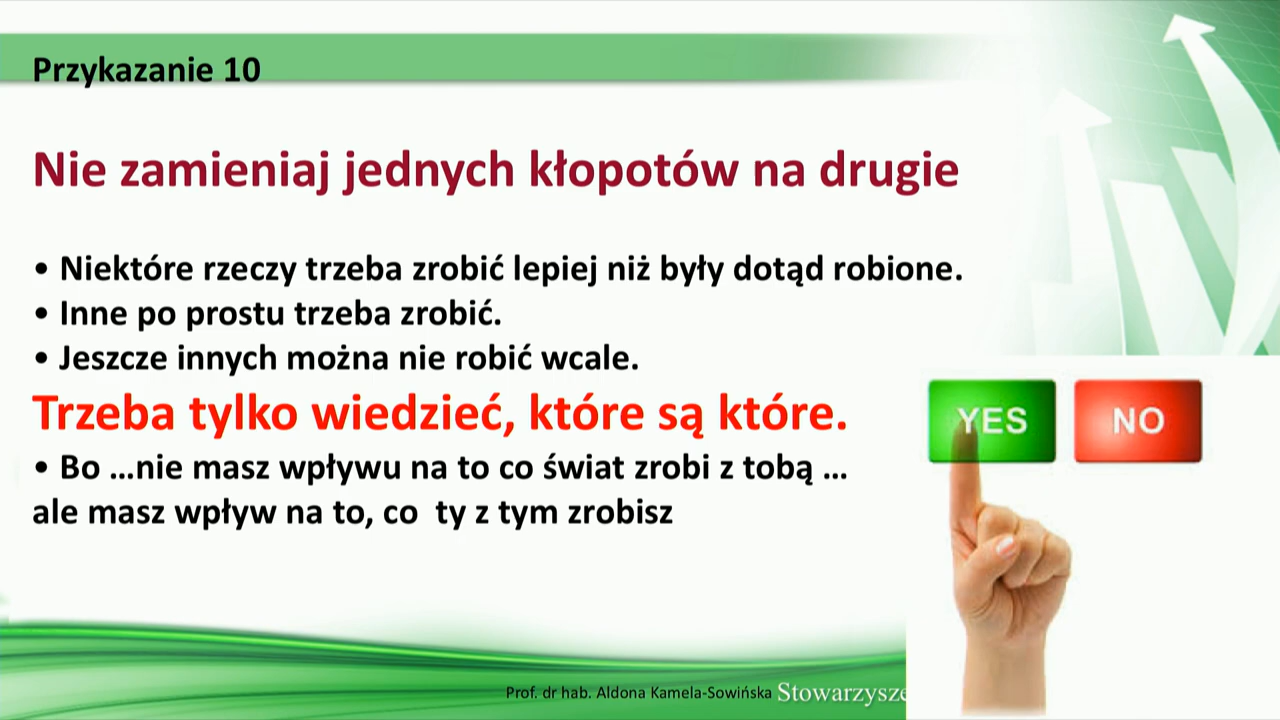 Przykazanie 10
Nie zamieniaj jednych kłopotów na drugie
• Niektóre rzeczy trzeba zrobić lepiej niż były dotąd robione.
• Inne po prostu trzeba zrobić.
• Jeszcze innych można nie robić wcale.
Trzeba tylko wiedzieć, które są które.
• Bo ...nie masz wpływu na to co świat zrobi z tobą ...
ale masz wpływ na to, co ty z tym zrobisz
YES NO
Prof. dr hab. Aldona Kamela-Sowińska Stowarzysze